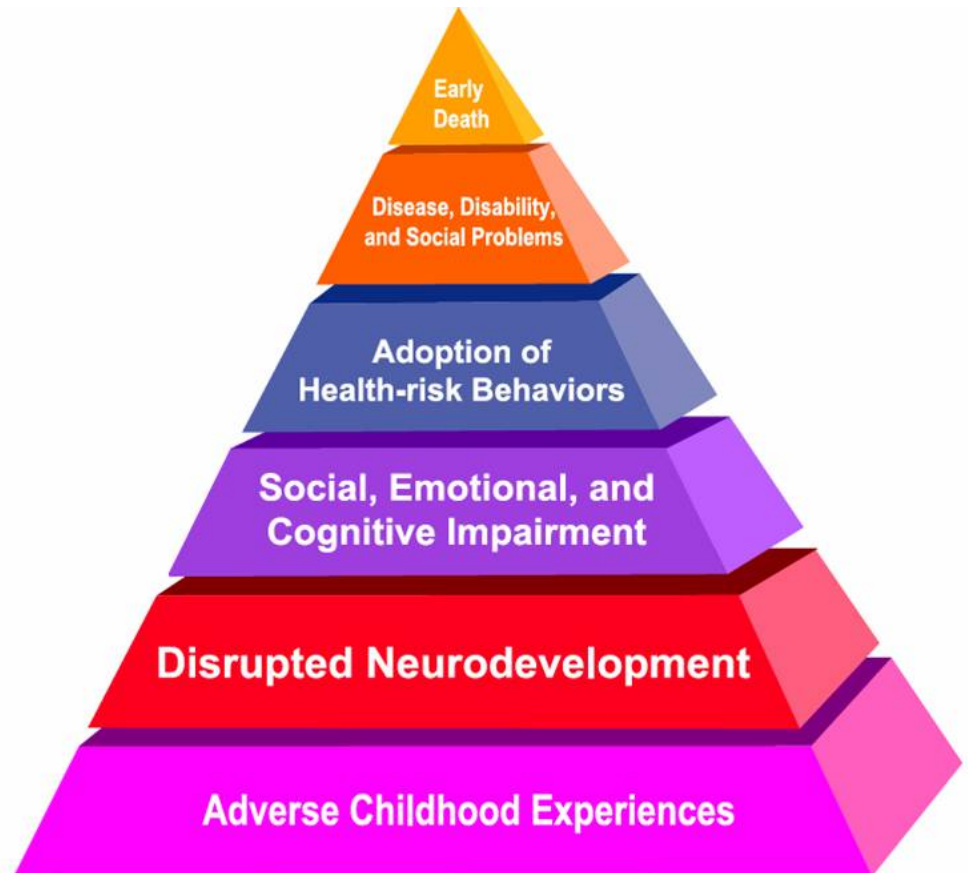 Early
Death
Disease, Disability,
and Social Problems
Adoption of
Health-risk Behaviors
Social, Emotional, and
Cognitive Impairment
Disrupted Neurodevelopment
Adverse Childhood Experiences